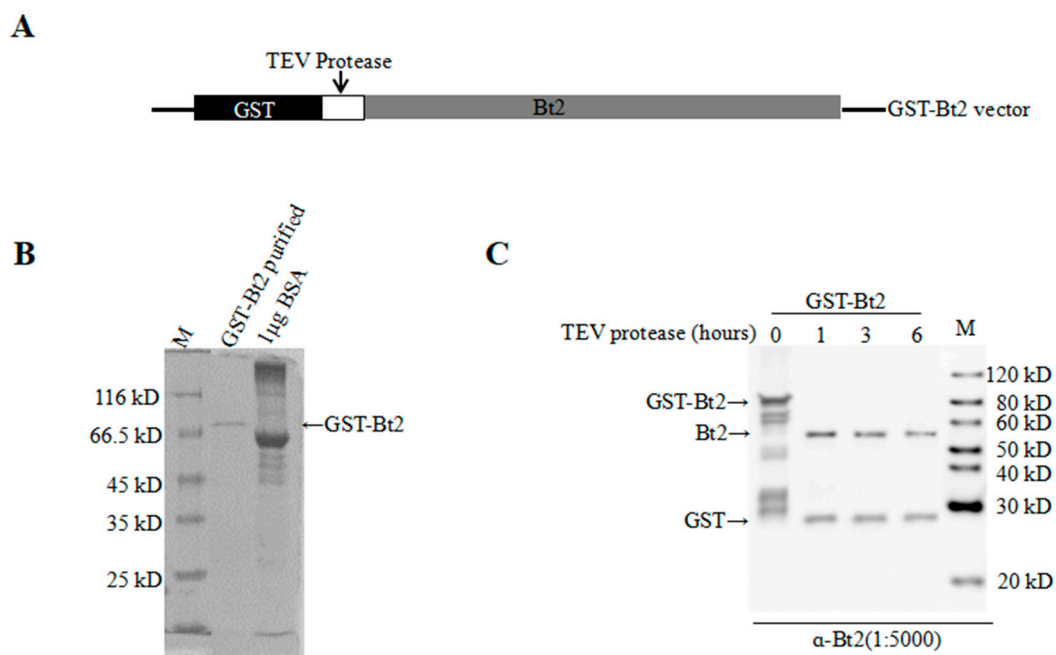 A
TEV Protease
GST
Bt2
GST-Bt2 vector
B
M
GST-Bt2 purified
1µg BSA
116 kD
66.5 kD
45 kD
35 kD
25 kD
←GST-Bt2
C
GST-Bt2
TEV protease (hours) 0 1 3 6 M
GST-Bt2→
Bt2→
GST→
120 kD
80 kD
60 kD
50 kD
40 kD
30 kD
20 kD
α-Bt2(1:5000)